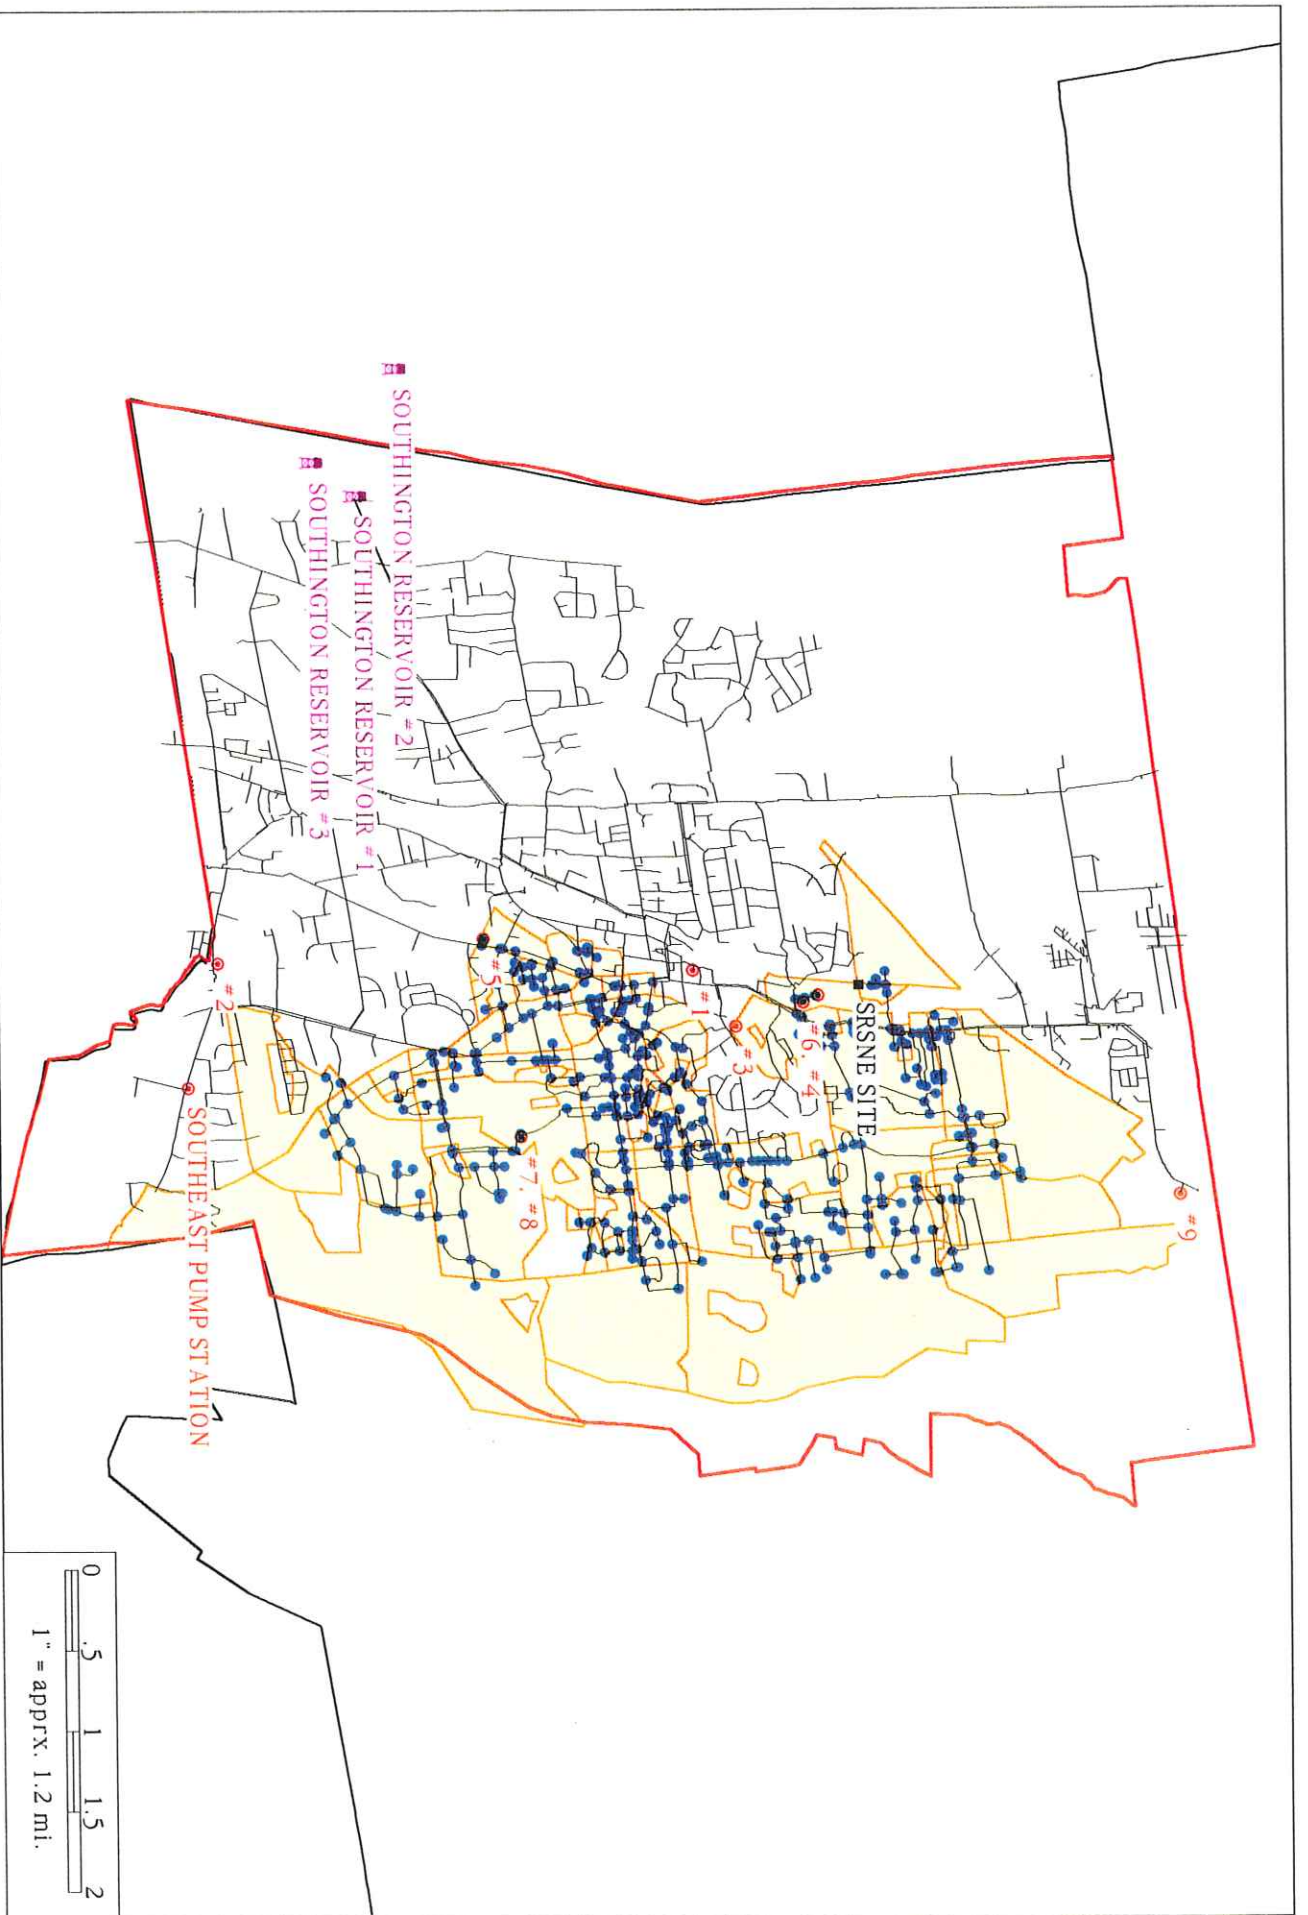 #9
SRSNE SITE
#6, #4
#3
#1
#5
#7, #8
SOUTHINGTON RESERVOIR #2
SOUTHINGTON RESERVOIR #1
SOUTHINGTON RESERVOIR #3
#2
SOUTHEAST PUMP STATION
0 .5 1 1.5 2
1" = apprx. 1.2 mi.